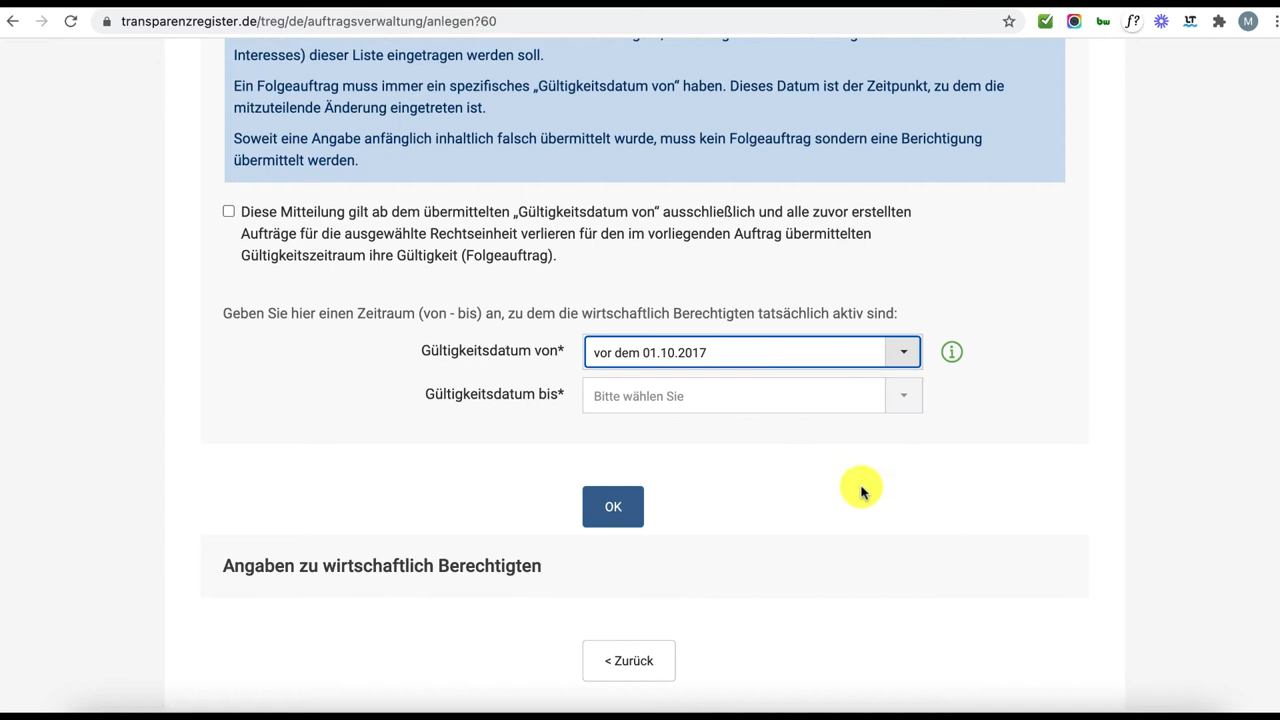 transparenzregister.de/treg/de/auftragsverwaltung/anlegen?60
bw
f?
LT
M
Interesses) dieser Liste eingetragen werden soll.
Ein Folgeauftrag muss immer ein spezifisches „Gültigkeitsdatum von“ haben. Dieses Datum ist der Zeitpunkt, zu dem die
mitzuteilende Änderung eingetreten ist.
Soweit eine Angabe anfänglich inhaltlich falsch übermittelt wurde, muss kein Folgeauftrag sondern eine Berichtigung
übermittelt werden.
Diese Mitteilung gilt ab dem übermittelten „Gültigkeitsdatum von“ ausschließlich und alle zuvor erstellten
Aufträge für die ausgewählte Rechtseinheit verlieren für den im vorliegenden Auftrag übermittelten
Gültigkeitszeitraum ihre Gültigkeit (Folgeauftrag).
Geben Sie hier einen Zeitraum (von - bis) an, zu dem die wirtschaftlich Berechtigten tatsächlich aktiv sind:
Gültigkeitsdatum von* vor dem 01.10.2017
Gültigkeitsdatum bis* Bitte wählen Sie
OK
Angaben zu wirtschaftlich Berechtigten
< Zurück